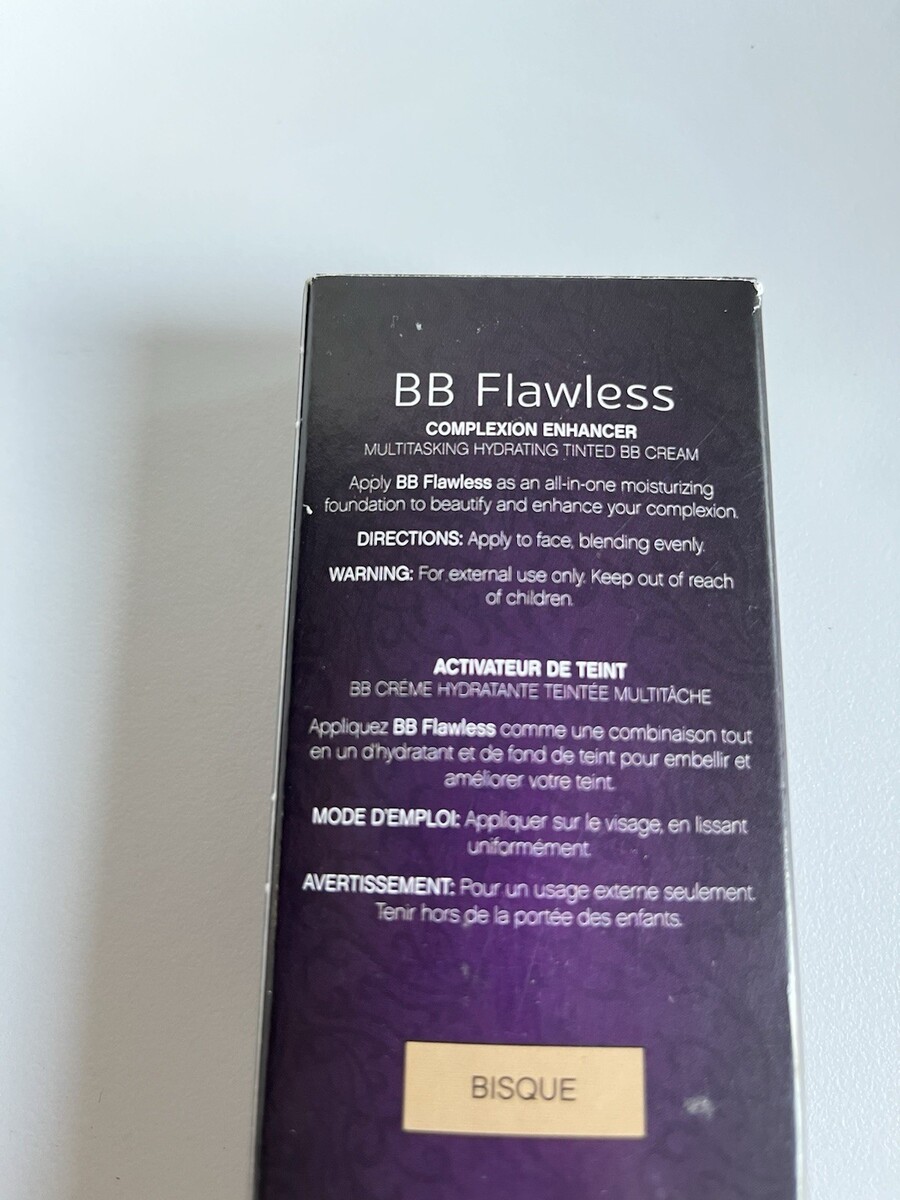 BB Flawless
COMPLEXION ENHANCER
MULTITASKING HYDRATING TINTED BB CREAM
Apply BB Flawless as an all-in-one moisturizing
foundation to beautify and enhance your complexion.
DIRECTIONS: Apply to face, blending evenly.
WARNING: For external use only. Keep out of reach
of children.
ACTIVATEUR DE TEINT
BB CRÈME HYDRATANTE TEINTÉE MULTITÂCHE
Appliquez BB Flawless comme une combinaison tout
en un d'hydratant et de fond de teint pour embellir et
améliorer votre teint.
MODE D'EMPLOI: Appliquer sur le visage, en lissant
uniformément.
AVERTISSEMENT: Pour un usage externe seulement.
Tenir hors de la portée des enfants.
BISQUE